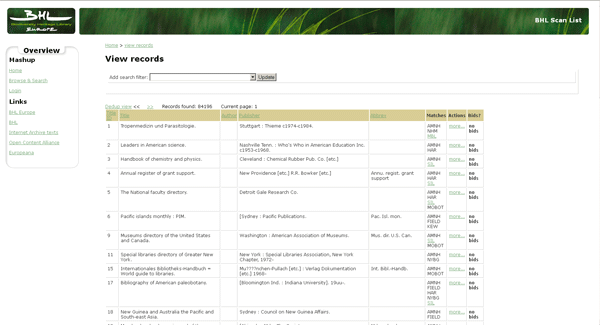 BHL
Biodiversity Heritage Library
EUROPE
BHL Scan List
Overview
Mashup
Home
Browse & Search
Login
Links
BHL Europe
BHL
Internet Archive texts
Open Content Alliance
Europeana
Home > view records
View records
Add search filter: Update
Dedup view << >> Records found: 84196 Current page: 1
Title Author Publisher Matches Actions Bids?
1 Tropenmedizin und Parasitologie. Stuttgart : Thieme c1974-c1984. AMNH NHM MBL more... no bids
2 Leaders in American science. Nashville Tenn. : Who's Who in American Education Inc. c1953-c1968. AMNH HAR more... no bids
3 Handbook of chemistry and physics. Cleveland : Chemical Rubber Pub. Co. [etc.] AMNH HAR SIL more... no bids
4 Annual register of grant support. New Providence [etc.] R.R. Bowker [etc.] Annu. regist. grant support AMNH HAR SIL more... no bids
5 The National faculty directory. Detroit Gale Research Co. AMNH HAR SIL MOBOT more... no bids
6 Pacific islands monthly : PIM. [Sydney : Pacific Publications. Pac. isl. mon. AMNH FIELD KEW more... no bids
9 Museums directory of the United States and Canada. Washington : American Association of Museums. Mus. dir. U.S. Can. AMNH SIL MOBOT more... no bids
11 Special libraries directory of Greater New York. New York : Special Libraries Association, New York Chapter, 1972- AMNH NYBG more... no bids
15 Internationales Bibliotheks-Handbuch = World guide to libraries. Mu????nchen-Pullach [etc.] : Verlag Dokumentation [etc.] 1966- Int. Bibl.-Handb. AMNH MOBOT more... no bids
17 Bibliography of American paleobotany. [Bloomington Ind. : Indiana University]. 19uu-. AMNH FIELD HAR NYBG SIL more... no bids
18 New Guinea and Australia the Pacific and South-east Asia. Sydney : Council on New Guinea Affairs. AMNH FIELD HAR more... no bids